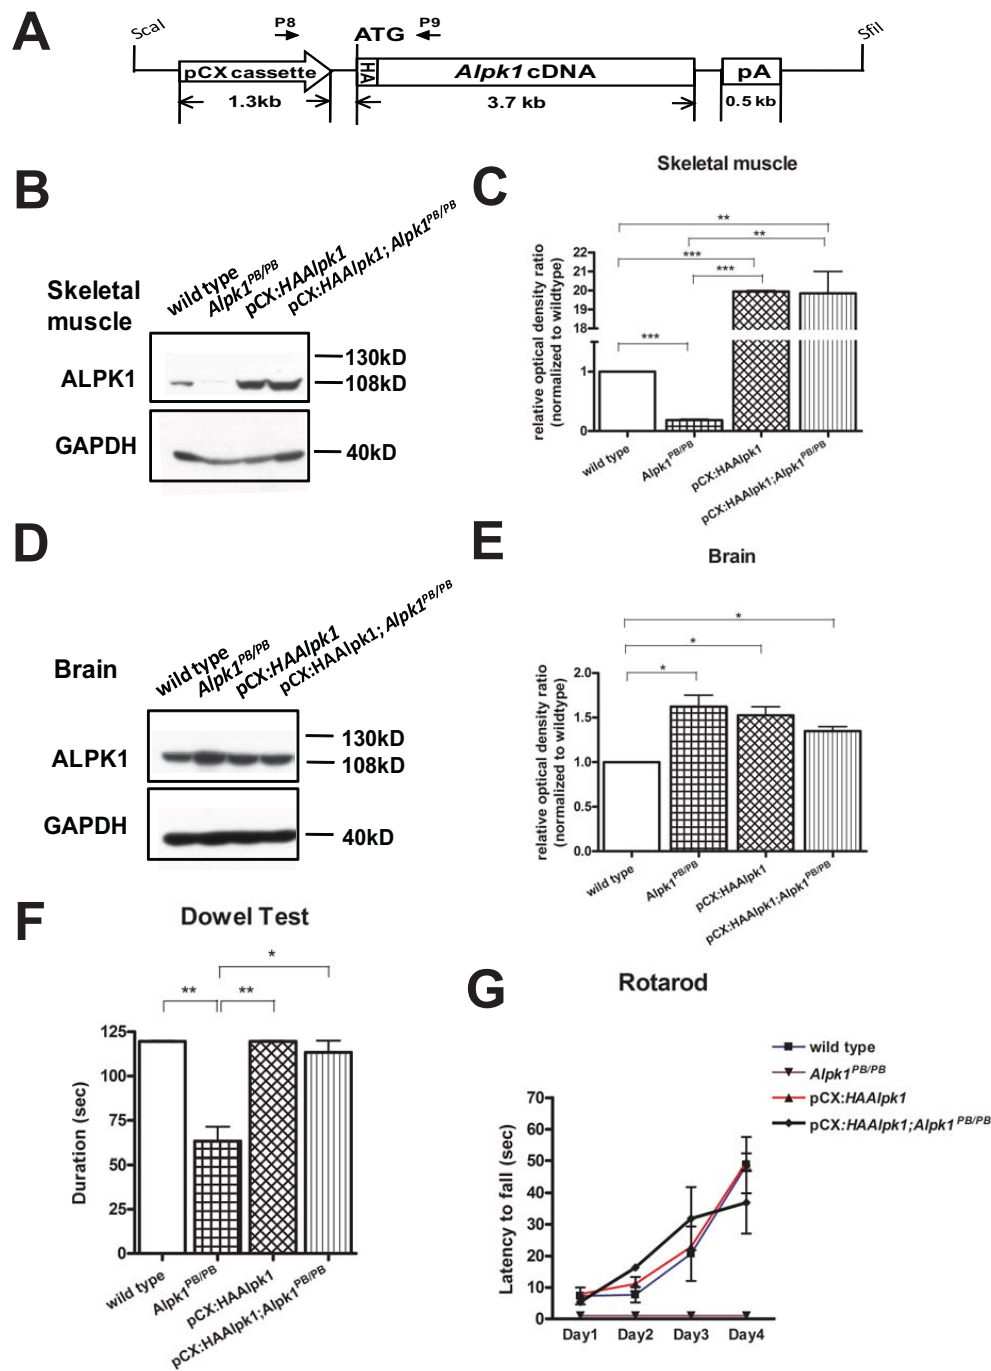 A
ScaI
P8
ATG
P9
SfiI
pCX cassette
HA
Alpk1 cDNA
pA
1.3kb
3.7 kb
0.5 kb
B
wild type
Alpk1PB/PB
pCX:HAAlpk1
pCX:HAAlpk1; Alpk1PB/PB
Skeletal
muscle
ALPK1
130kD
108kD
GAPDH
40kD
C
Skeletal muscle
relative optical density ratio
(normalized to wildtype)
22
21
20
19
18
1
0
**
**
***
***
***
wild type
Alpk1PB/PB
pCX:HAAlpk1
pCX:HAAlpk1;Alpk1PB/PB
D
wild type
Alpk1PB/PB
pCX:HAAlpk1
pCX:HAAlpk1; Alpk1PB/PB
Brain
ALPK1
130kD
108kD
GAPDH
40kD
E
Brain
relative optical density ratio
(normalized to wildtype)
2.0
1.5
1.0
0.5
0.0
*
*
*
wild type
Alpk1PB/PB
pCX:HAAlpk1
pCX:HAAlpk1;Alpk1PB/PB
F
Dowel Test
*
**
**
Duration (sec)
125
100
75
50
25
0
wild type
Alpk1PB/PB
pCX:HAAlpk1
pCX:HAAlpk1;Alpk1PB/PB
G
Rotarod
wild type
Alpk1PB/PB
pCX:HAAlpk1
pCX:HAAlpk1;Alpk1PB/PB
Latency to fall (sec)
70
60
50
40
30
20
10
0
Day1 Day2 Day3 Day4